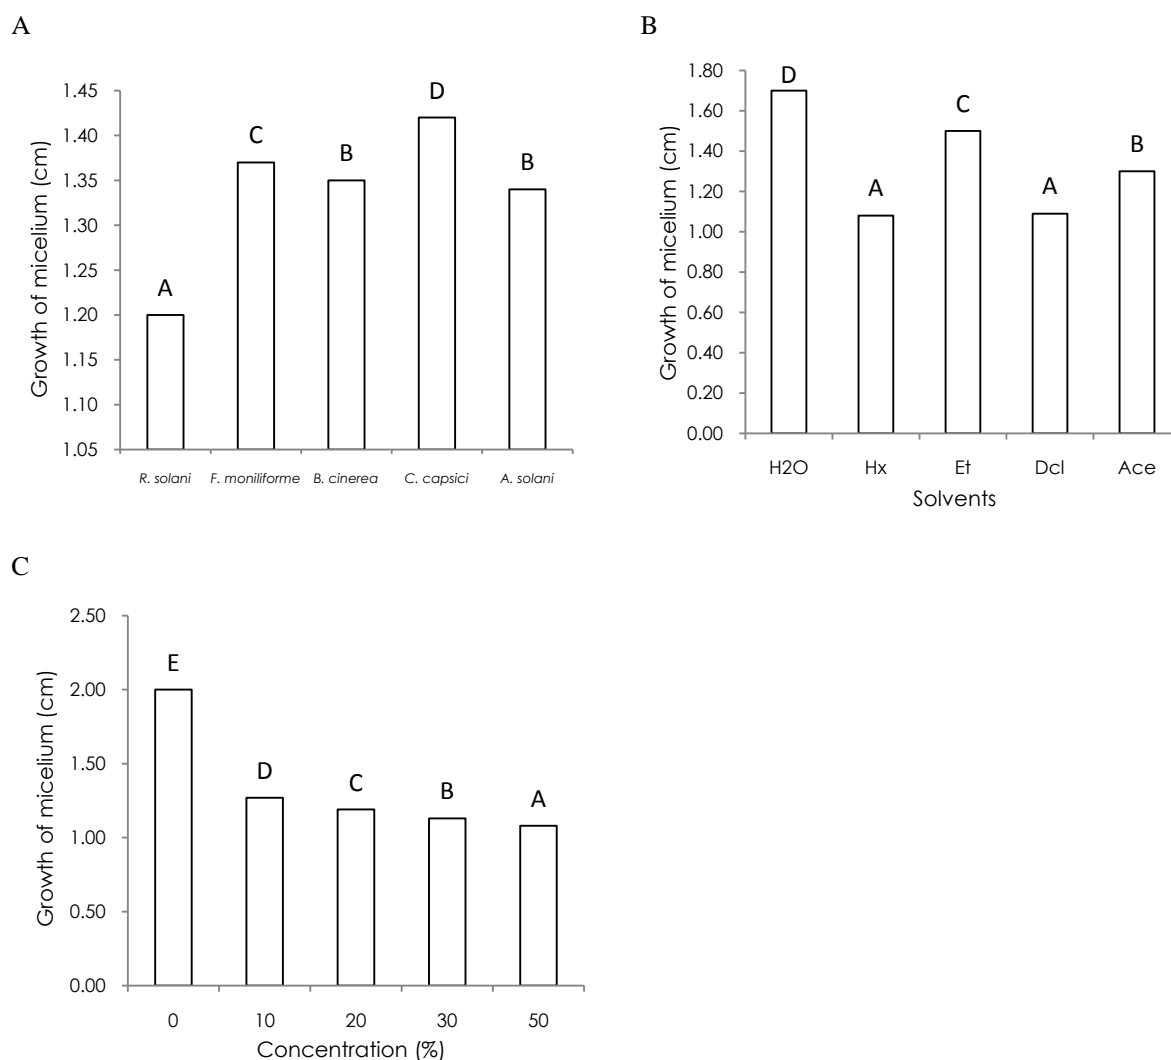 A
Growth of micelium (cm)
1.45
1.40
1.35
1.30
1.25
1.20
1.15
1.10
1.05
A
C
B
D
B
R. solani F. moniliforme B. cinerea C. capsici A. solani
B
Growth of micelium (cm)
1.80
1.60
1.40
1.20
1.00
0.80
0.60
0.40
0.20
0.00
D
A
C
A
B
H2O Hx Et Dcl Ace
Solvents
C
Growth of micelium (cm)
2.50
2.00
1.50
1.00
0.50
0.00
E
D
C
B
A
0 10 20 30 50
Concentration (%)